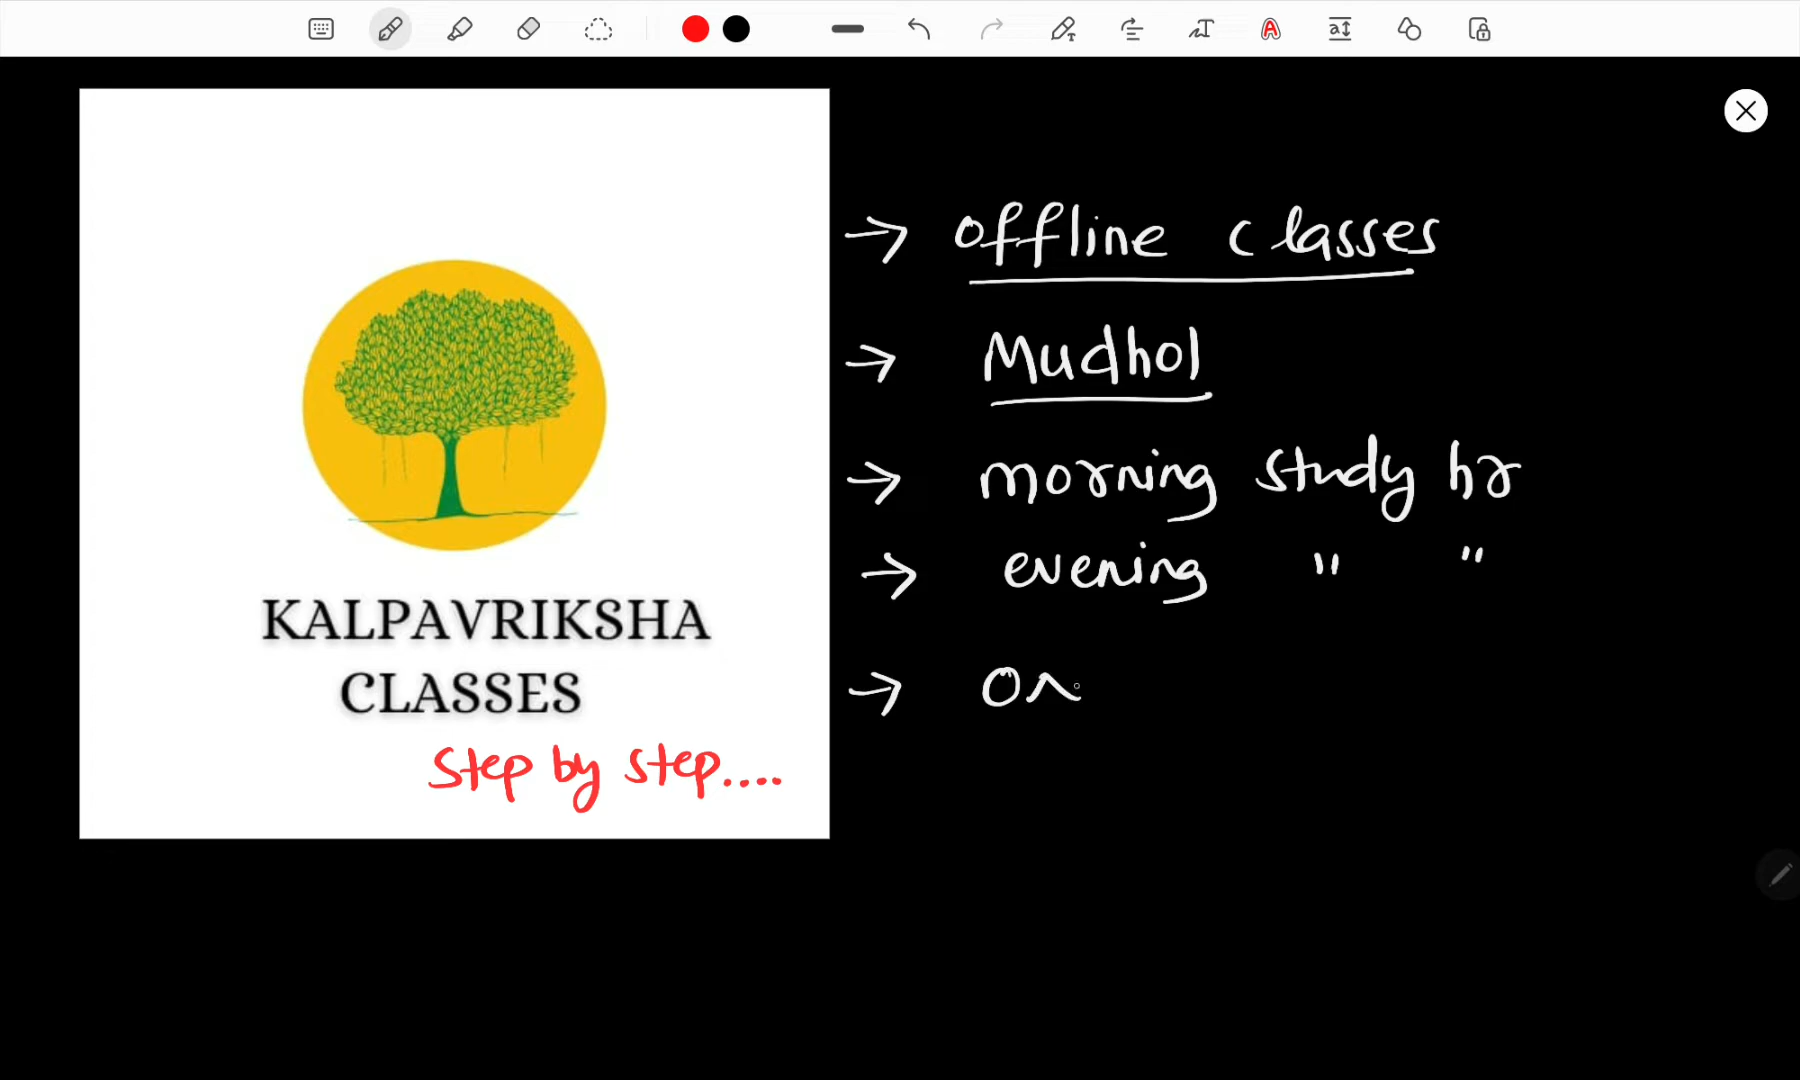 KALPAVRIKSHA
CLASSES
Step by step....
→ offline classes
→ Mudhol
→ morning study hr
→ evening " "
→ on